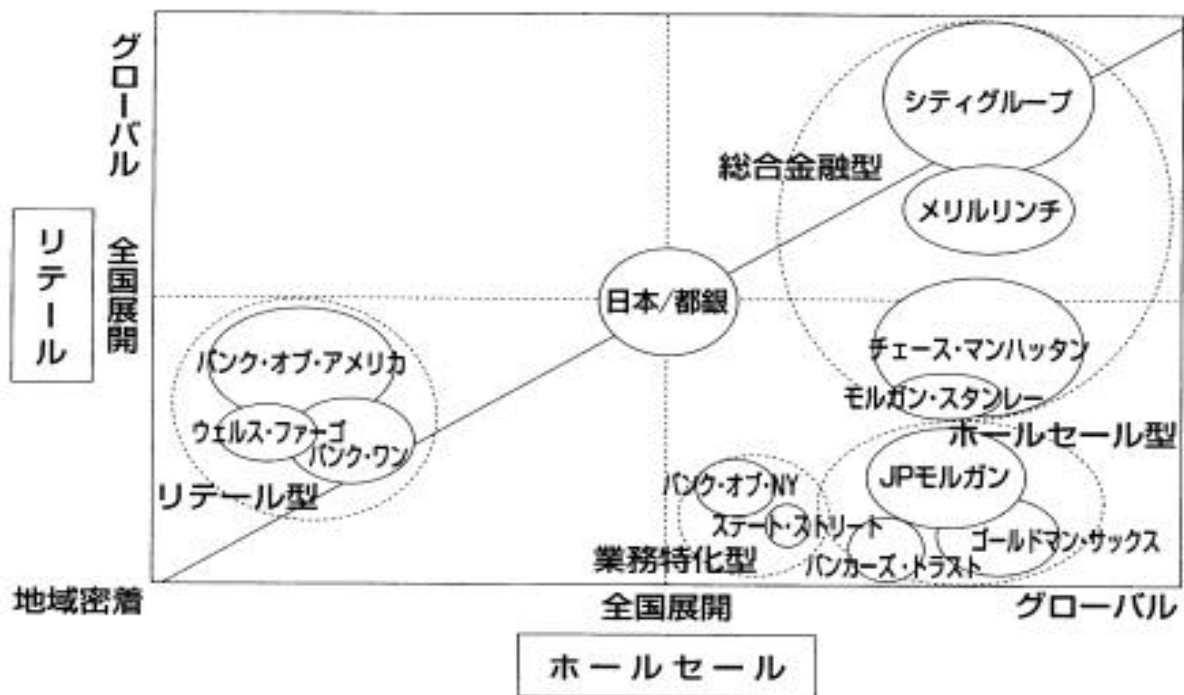 グローバル
シティグループ
総合金融型
メリルリンチ
リテール
全国展開
日本/都銀
バンク・オブ・アメリカ
チェース・マンハッタン
モルガン・スタンレー
ウェルス・ファーゴ
バンク・ワン
ホールセール型
リテール型
バンク・オブ・NY
JPモルガン
ステート・ストリート
ゴールドマン・サックス
業務特化型
バンカーズ・トラスト
地域密着
全国展開
グローバル
ホールセール